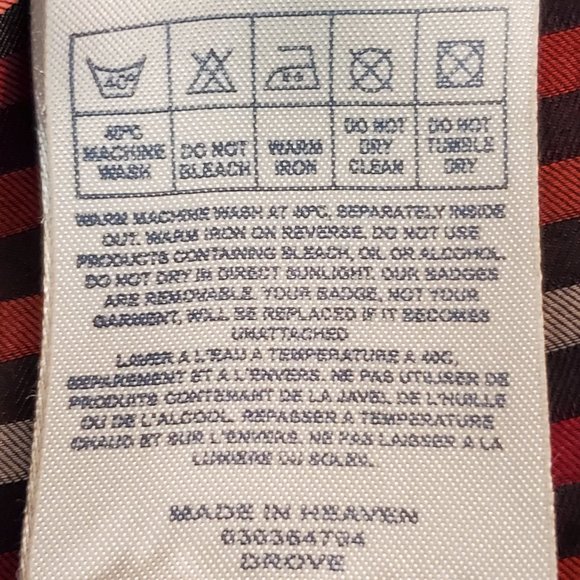 40°
40°C MACHINE WASH
DO NOT BLEACH
WARM IRON
DO NOT DRY CLEAN
DO NOT TUMBLE DRY
WARM MACHINE WASH AT 40°C, SEPARATELY INSIDE
OUT. WARM IRON ON REVERSE. DO NOT USE
PRODUCTS CONTAINING BLEACH, OIL OR ALCOHOL.
DO NOT DRY IN DIRECT SUNLIGHT. OUR BADGES
ARE REMOVABLE. YOUR BADGE, NOT YOUR
GARMENT, WILL BE REPLACED IF IT BECOMES
UNATTACHED
LAVER A L'EAU A TEMPERATURE A 40C,
SEPAREMENT ET A L'ENVERS. NE PAS UTILISER DE
PRODUITS CONTENANT DE LA JAVEL DE L'HUILLE
OU DE L'ALCOOL. REPASSER A TEMPERATURE
CHAUD ET SUR L'ENVERS. NE PAS LAISSER A LA
LUMIERE DU SOLEIL.
MADE IN HEAVEN
030364794
DROVE